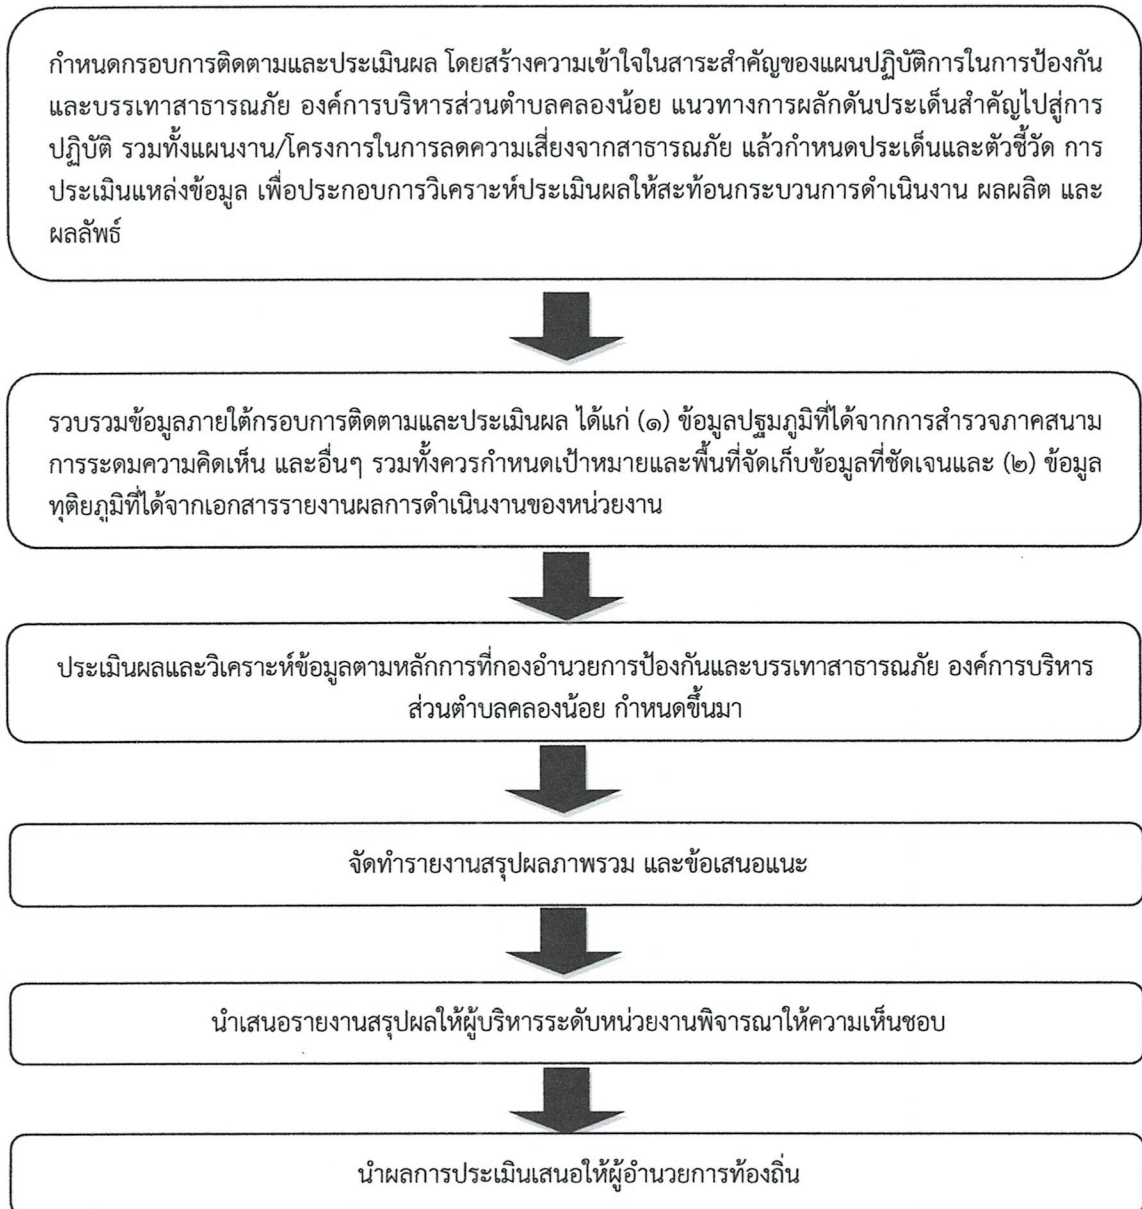 กำหนดกรอบการติดตามและประเมินผล โดยสร้างความเข้าใจในสาระสำคัญของแผนปฏิบัติการในการป้องกัน
และบรรเทาสาธารณภัย องค์การบริหารส่วนตำบลคลองน้อย แนวทางการผลักดันประเด็นสำคัญไปสู่การ
ปฏิบัติ รวมทั้งแผนงาน/โครงการในการลดความเสี่ยงจากสาธารณภัย แล้วกำหนดประเด็นและตัวชี้วัด การ
ประเมินแหล่งข้อมูล เพื่อประกอบการวิเคราะห์ประเมินผลให้สะท้อนกระบวนการดำเนินงาน ผลผลิต และ
ผลลัพธ์
รวบรวมข้อมูลภายใต้กรอบการติดตามและประเมินผล ได้แก่ (๑) ข้อมูลปฐมภูมิที่ได้จากการสำรวจภาคสนาม
การระดมความคิดเห็น และอื่นๆ รวมทั้งควรกำหนดเป้าหมายและพื้นที่จัดเก็บข้อมูลที่ชัดเจนและ (๒) ข้อมูล
ทุติยภูมิที่ได้จากเอกสารรายงานผลการดำเนินงานของหน่วยงาน
ประเมินผลและวิเคราะห์ข้อมูลตามหลักการที่กองอำนวยการป้องกันและบรรเทาสาธารณภัย องค์การบริหาร
ส่วนตำบลคลองน้อย กำหนดขึ้นมา
จัดทำรายงานสรุปผลภาพรวม และข้อเสนอแนะ
นำเสนอรายงานสรุปผลให้ผู้บริหารระดับหน่วยงานพิจารณาให้ความเห็นชอบ
นำผลการประเมินเสนอให้ผู้อำนวยการท้องถิ่น